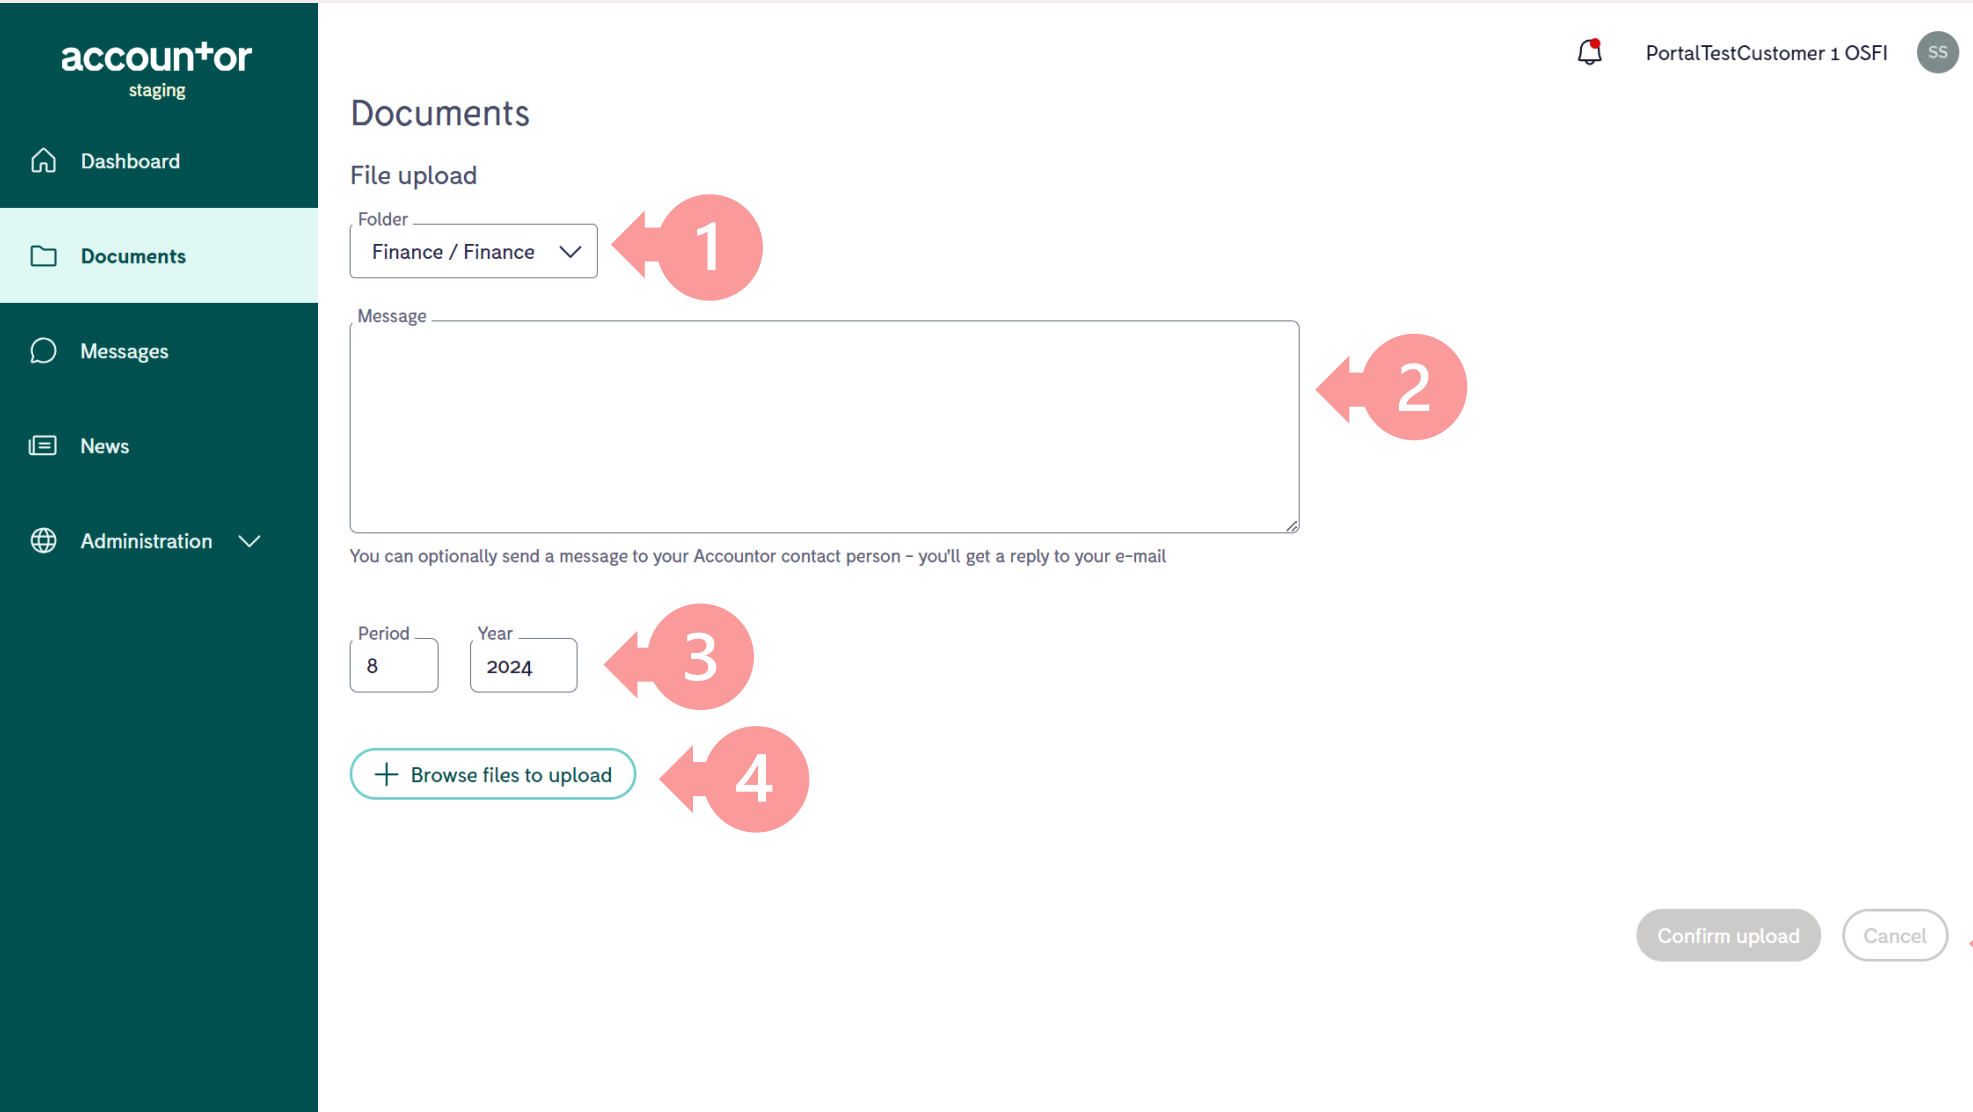 accountor
staging
PortalTestCustomer 1 OSFI
SS
Dashboard
Documents
Messages
News
Administration
Documents
File upload
Folder
Finance / Finance
1
Message
2
You can optionally send a message to your Accountor contact person - you'll get a reply to your e-mail
Period
8
Year
2024
3
Browse files to upload
4
Confirm upload
Cancel